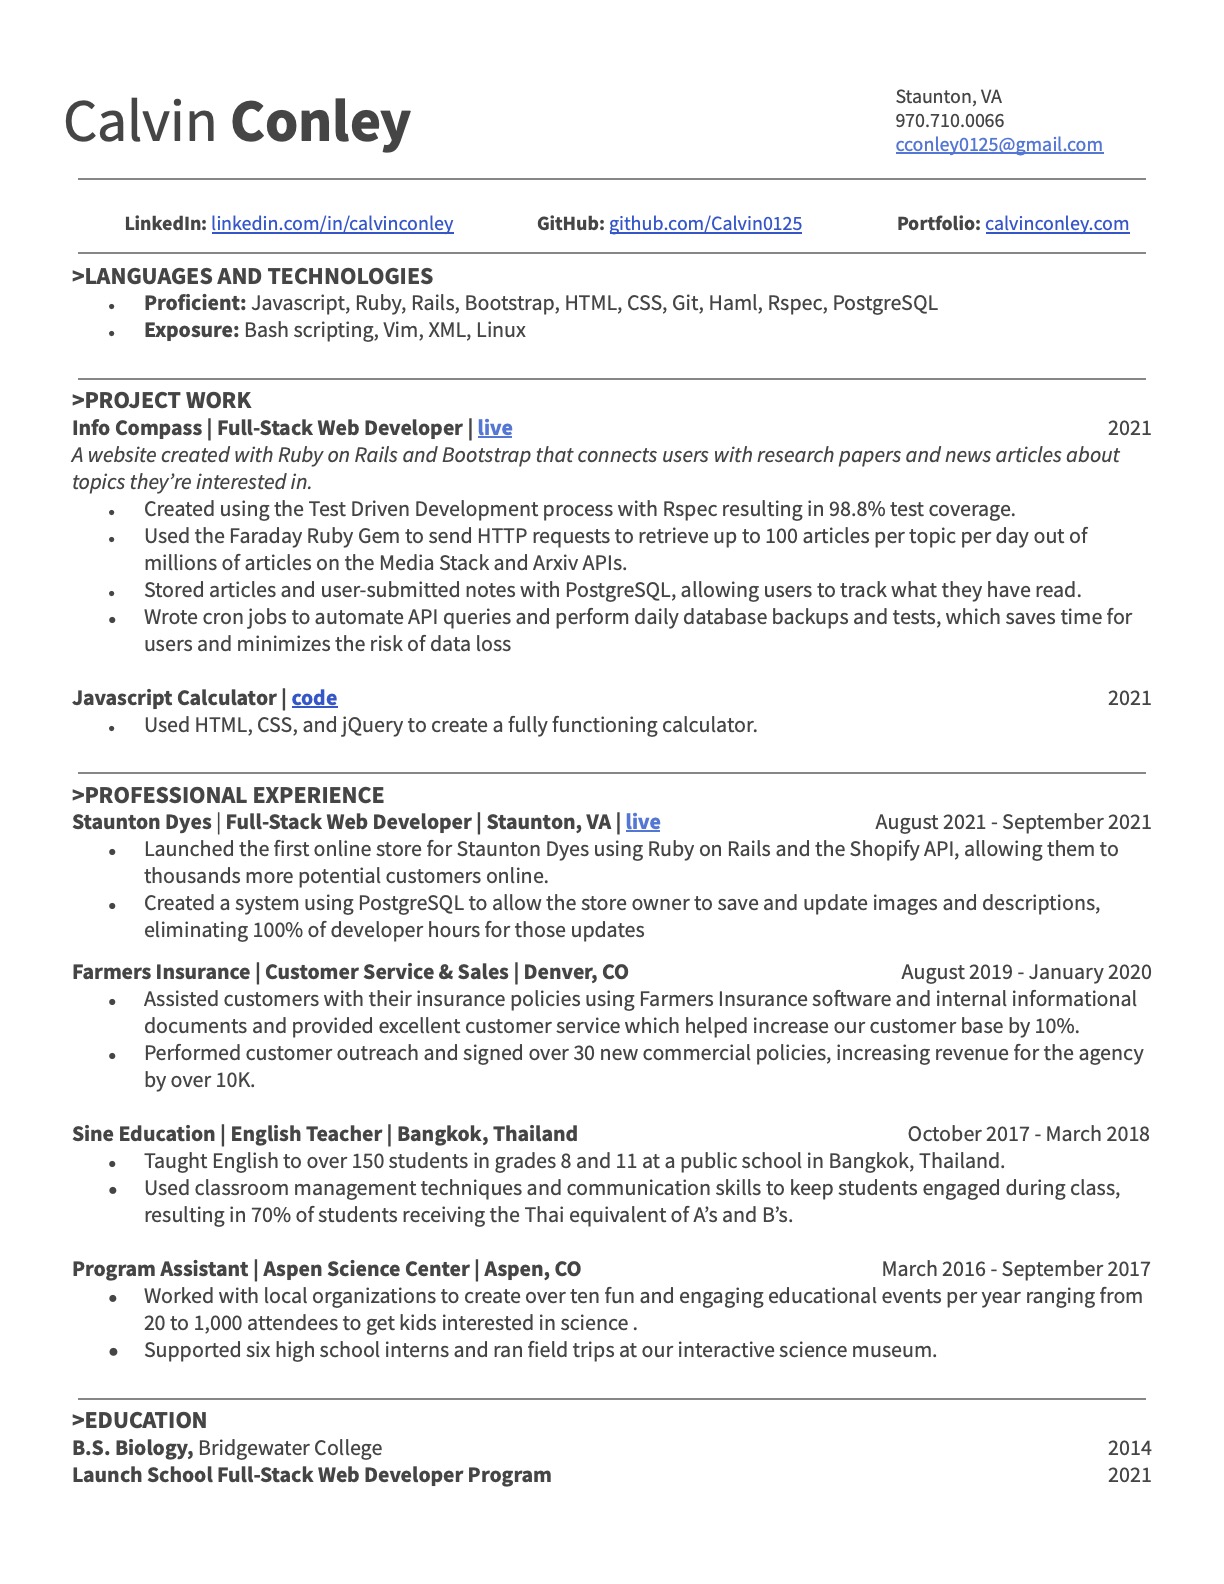 Calvin Conley
Staunton, VA
970.710.0066
cconley0125@gmail.com
LinkedIn: linkedin.com/in/calvinconley GitHub: github.com/Calvin0125 Portfolio: calvinconley.com
>LANGUAGES AND TECHNOLOGIES
• Proficient: Javascript, Ruby, Rails, Bootstrap, HTML, CSS, Git, Haml, Rspec, PostgreSQL
• Exposure: Bash scripting, Vim, XML, Linux
>PROJECT WORK
Info Compass | Full-Stack Web Developer | live 2021
A website created with Ruby on Rails and Bootstrap that connects users with research papers and news articles about
topics they’re interested in.
• Created using the Test Driven Development process with Rspec resulting in 98.8% test coverage.
• Used the Faraday Ruby Gem to send HTTP requests to retrieve up to 100 articles per topic per day out of
millions of articles on the Media Stack and Arxiv APIs.
• Stored articles and user-submitted notes with PostgreSQL, allowing users to track what they have read.
• Wrote cron jobs to automate API queries and perform daily database backups and tests, which saves time for
users and minimizes the risk of data loss
Javascript Calculator | code 2021
• Used HTML, CSS, and jQuery to create a fully functioning calculator.
>PROFESSIONAL EXPERIENCE
Staunton Dyes | Full-Stack Web Developer | Staunton, VA | live August 2021 - September 2021
• Launched the first online store for Staunton Dyes using Ruby on Rails and the Shopify API, allowing them to
thousands more potential customers online.
• Created a system using PostgreSQL to allow the store owner to save and update images and descriptions,
eliminating 100% of developer hours for those updates
Farmers Insurance | Customer Service & Sales | Denver, CO August 2019 - January 2020
• Assisted customers with their insurance policies using Farmers Insurance software and internal informational
documents and provided excellent customer service which helped increase our customer base by 10%.
• Performed customer outreach and signed over 30 new commercial policies, increasing revenue for the agency
by over 10K.
Sine Education | English Teacher | Bangkok, Thailand October 2017 - March 2018
• Taught English to over 150 students in grades 8 and 11 at a public school in Bangkok, Thailand.
• Used classroom management techniques and communication skills to keep students engaged during class,
resulting in 70% of students receiving the Thai equivalent of A’s and B’s.
Program Assistant | Aspen Science Center | Aspen, CO March 2016 - September 2017
• Worked with local organizations to create over ten fun and engaging educational events per year ranging from
20 to 1,000 attendees to get kids interested in science .
• Supported six high school interns and ran field trips at our interactive science museum.
>EDUCATION
B.S. Biology, Bridgewater College 2014
Launch School Full-Stack Web Developer Program 2021